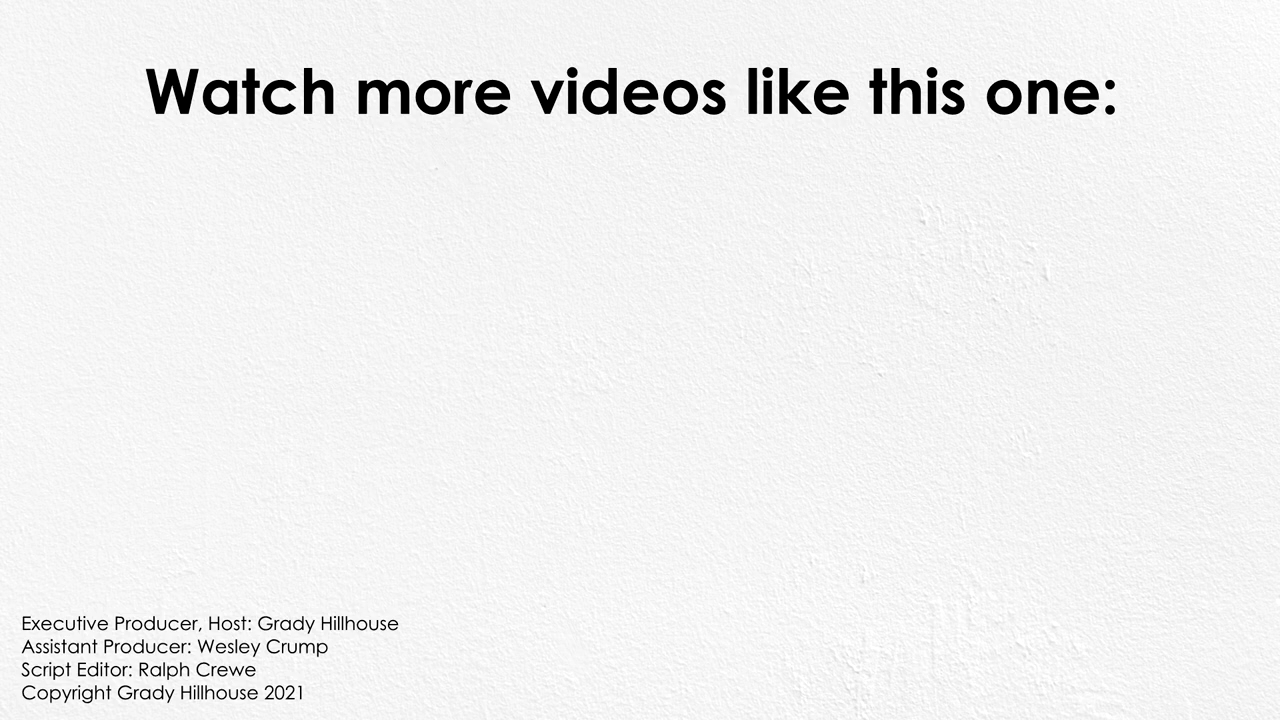 Watch more videos like this one:
Executive Producer, Host: Grady Hillhouse
Assistant Producer: Wesley Crump
Script Editor: Ralph Crewe
Copyright Grady Hillhouse 2021